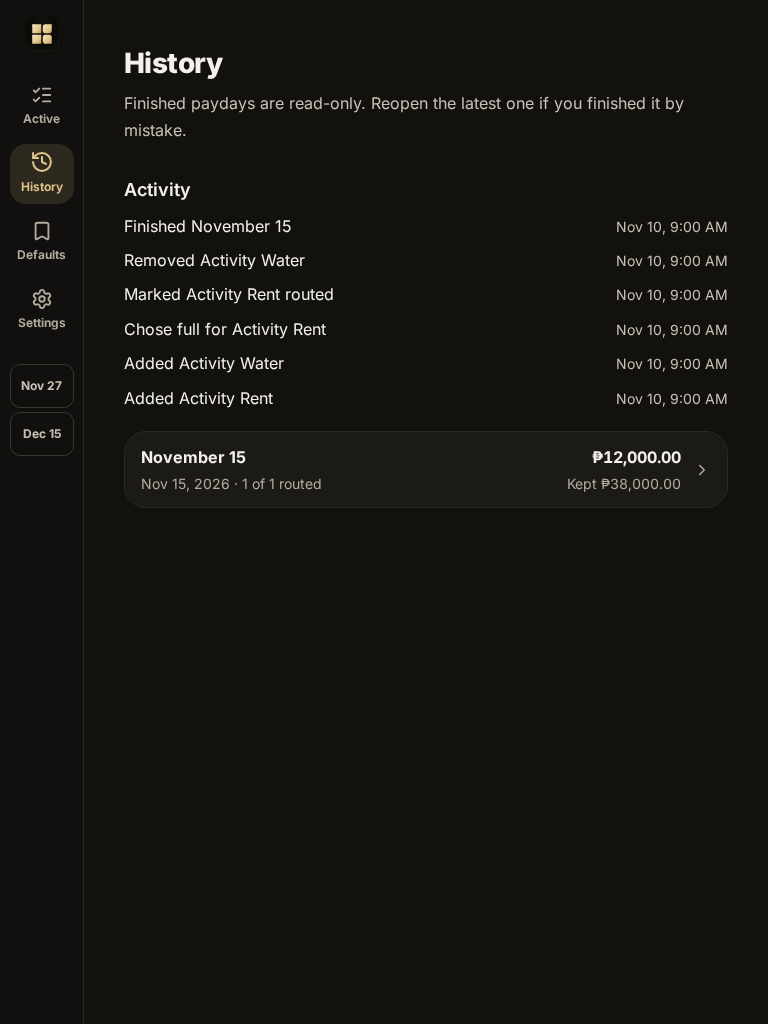 Active
History
Defaults
Settings
Nov 27
Dec 15
History
Finished paydays are read-only. Reopen the latest one if you finished it by
mistake.
Activity
Finished November 15 Nov 10, 9:00 AM
Removed Activity Water Nov 10, 9:00 AM
Marked Activity Rent routed Nov 10, 9:00 AM
Chose full for Activity Rent Nov 10, 9:00 AM
Added Activity Water Nov 10, 9:00 AM
Added Activity Rent Nov 10, 9:00 AM
November 15 ₱12,000.00
Nov 15, 2026 · 1 of 1 routed Kept ₱38,000.00